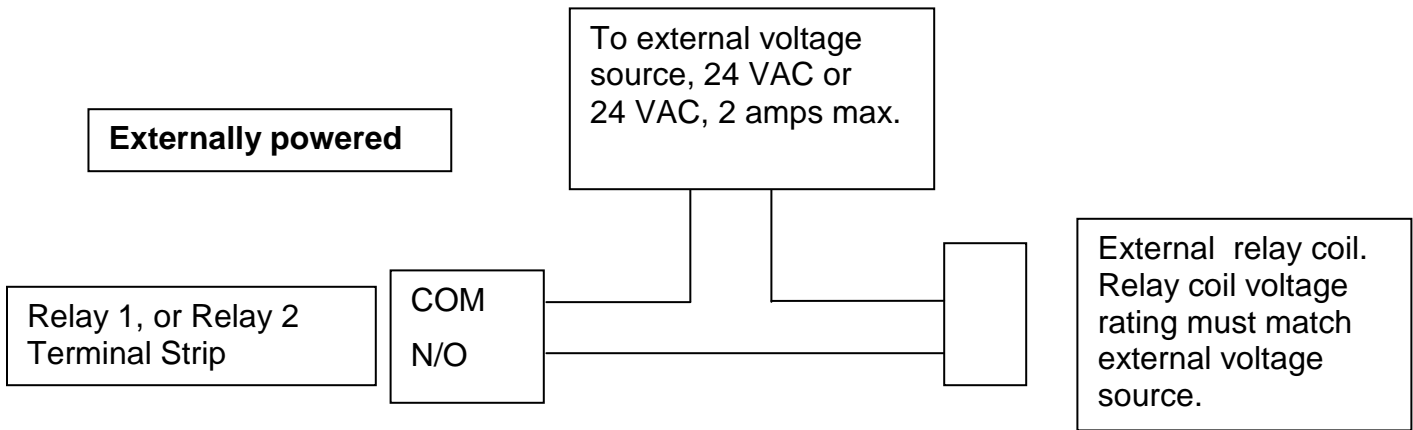 To external voltage
source, 24 VAC or
24 VAC, 2 amps max.
Externally powered
Relay 1, or Relay 2
Terminal Strip
COM
N/O
External relay coil.
Relay coil voltage
rating must match
external voltage
source.